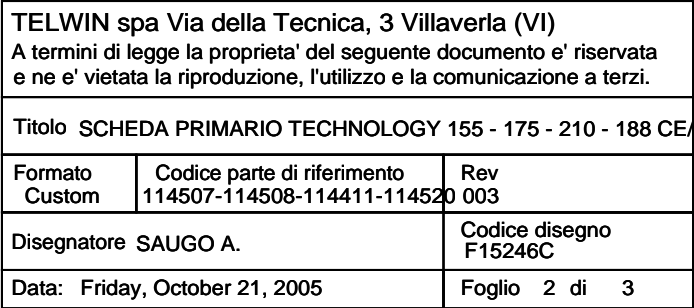 TELWIN spa Via della Tecnica, 3 Villaverla (VI)
A termini di legge la proprieta' del seguente documento e' riservata
e ne e' vietata la riproduzione, l'utilizzo e la comunicazione a terzi.
Titolo SCHEDA PRIMARIO TECHNOLOGY 155 - 175 - 210 - 188 CE/
Formato Codice parte di riferimento Rev
Custom 114507-114508-114411-114520 003
Disegnatore SAUGO A. Codice disegno
F15246C
Data: Friday, October 21, 2005 Foglio 2 di 3